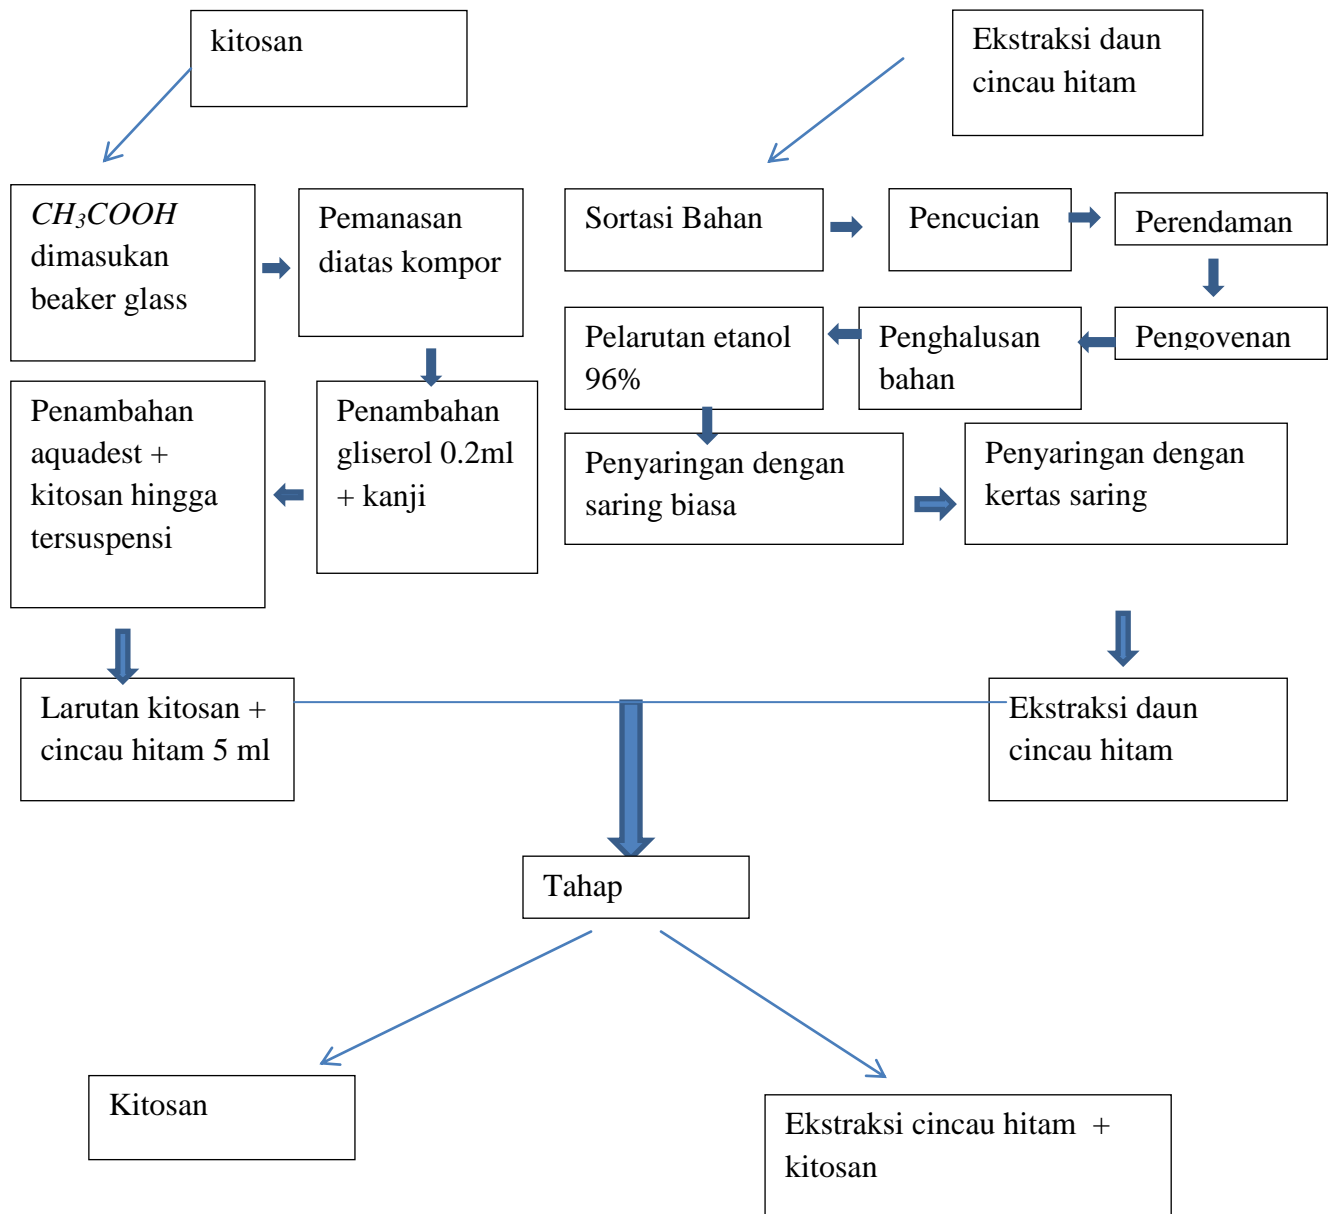 kitosan
Ekstraksi daun
cincau hitam
CH₃COOH
dimasukan
beaker glass
Pemanasan
diatas kompor
Sortasi Bahan
Pencucian
Perendaman
Pelarutan etanol
96%
Penghalusan
bahan
Pengovenan
Penambahan
aquadest +
kitosan hingga
tersuspensi
Penambahan
gliserol 0.2ml
+ kanji
Penyaringan dengan
saring biasa
Penyaringan dengan
kertas saring
Larutan kitosan +
cincau hitam 5 ml
Ekstraksi daun
cincau hitam
Tahap
Kitosan
Ekstraksi cincau hitam +
kitosan